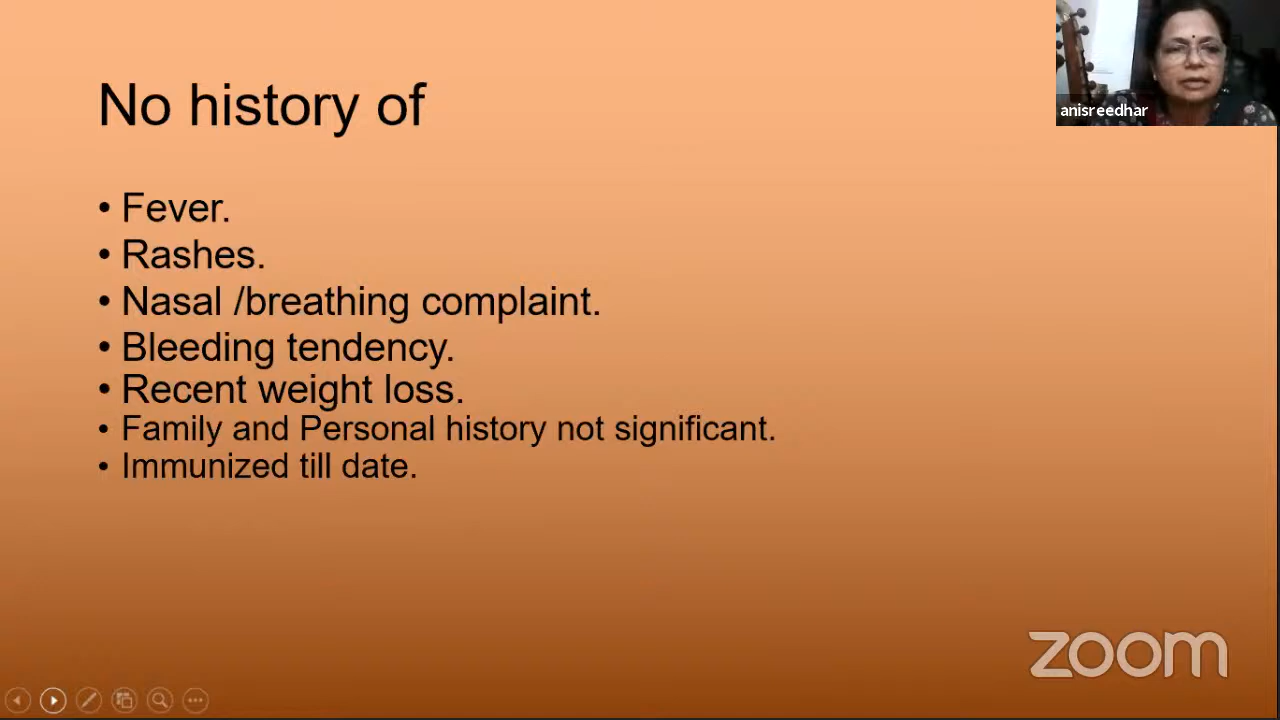 anisreedhar
No history of
• Fever.
• Rashes.
• Nasal /breathing complaint.
• Bleeding tendency.
• Recent weight loss.
• Family and Personal history not significant.
• Immunized till date.
zoom